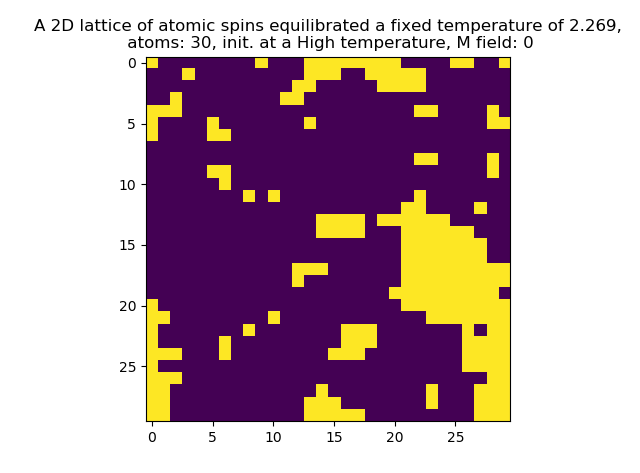 A 2D lattice of atomic spins equilibrated a fixed temperature of 2.269,
atoms: 30, init. at a High temperature, M field: 0
0
5
10
15
20
25
0 5 10 15 20 25